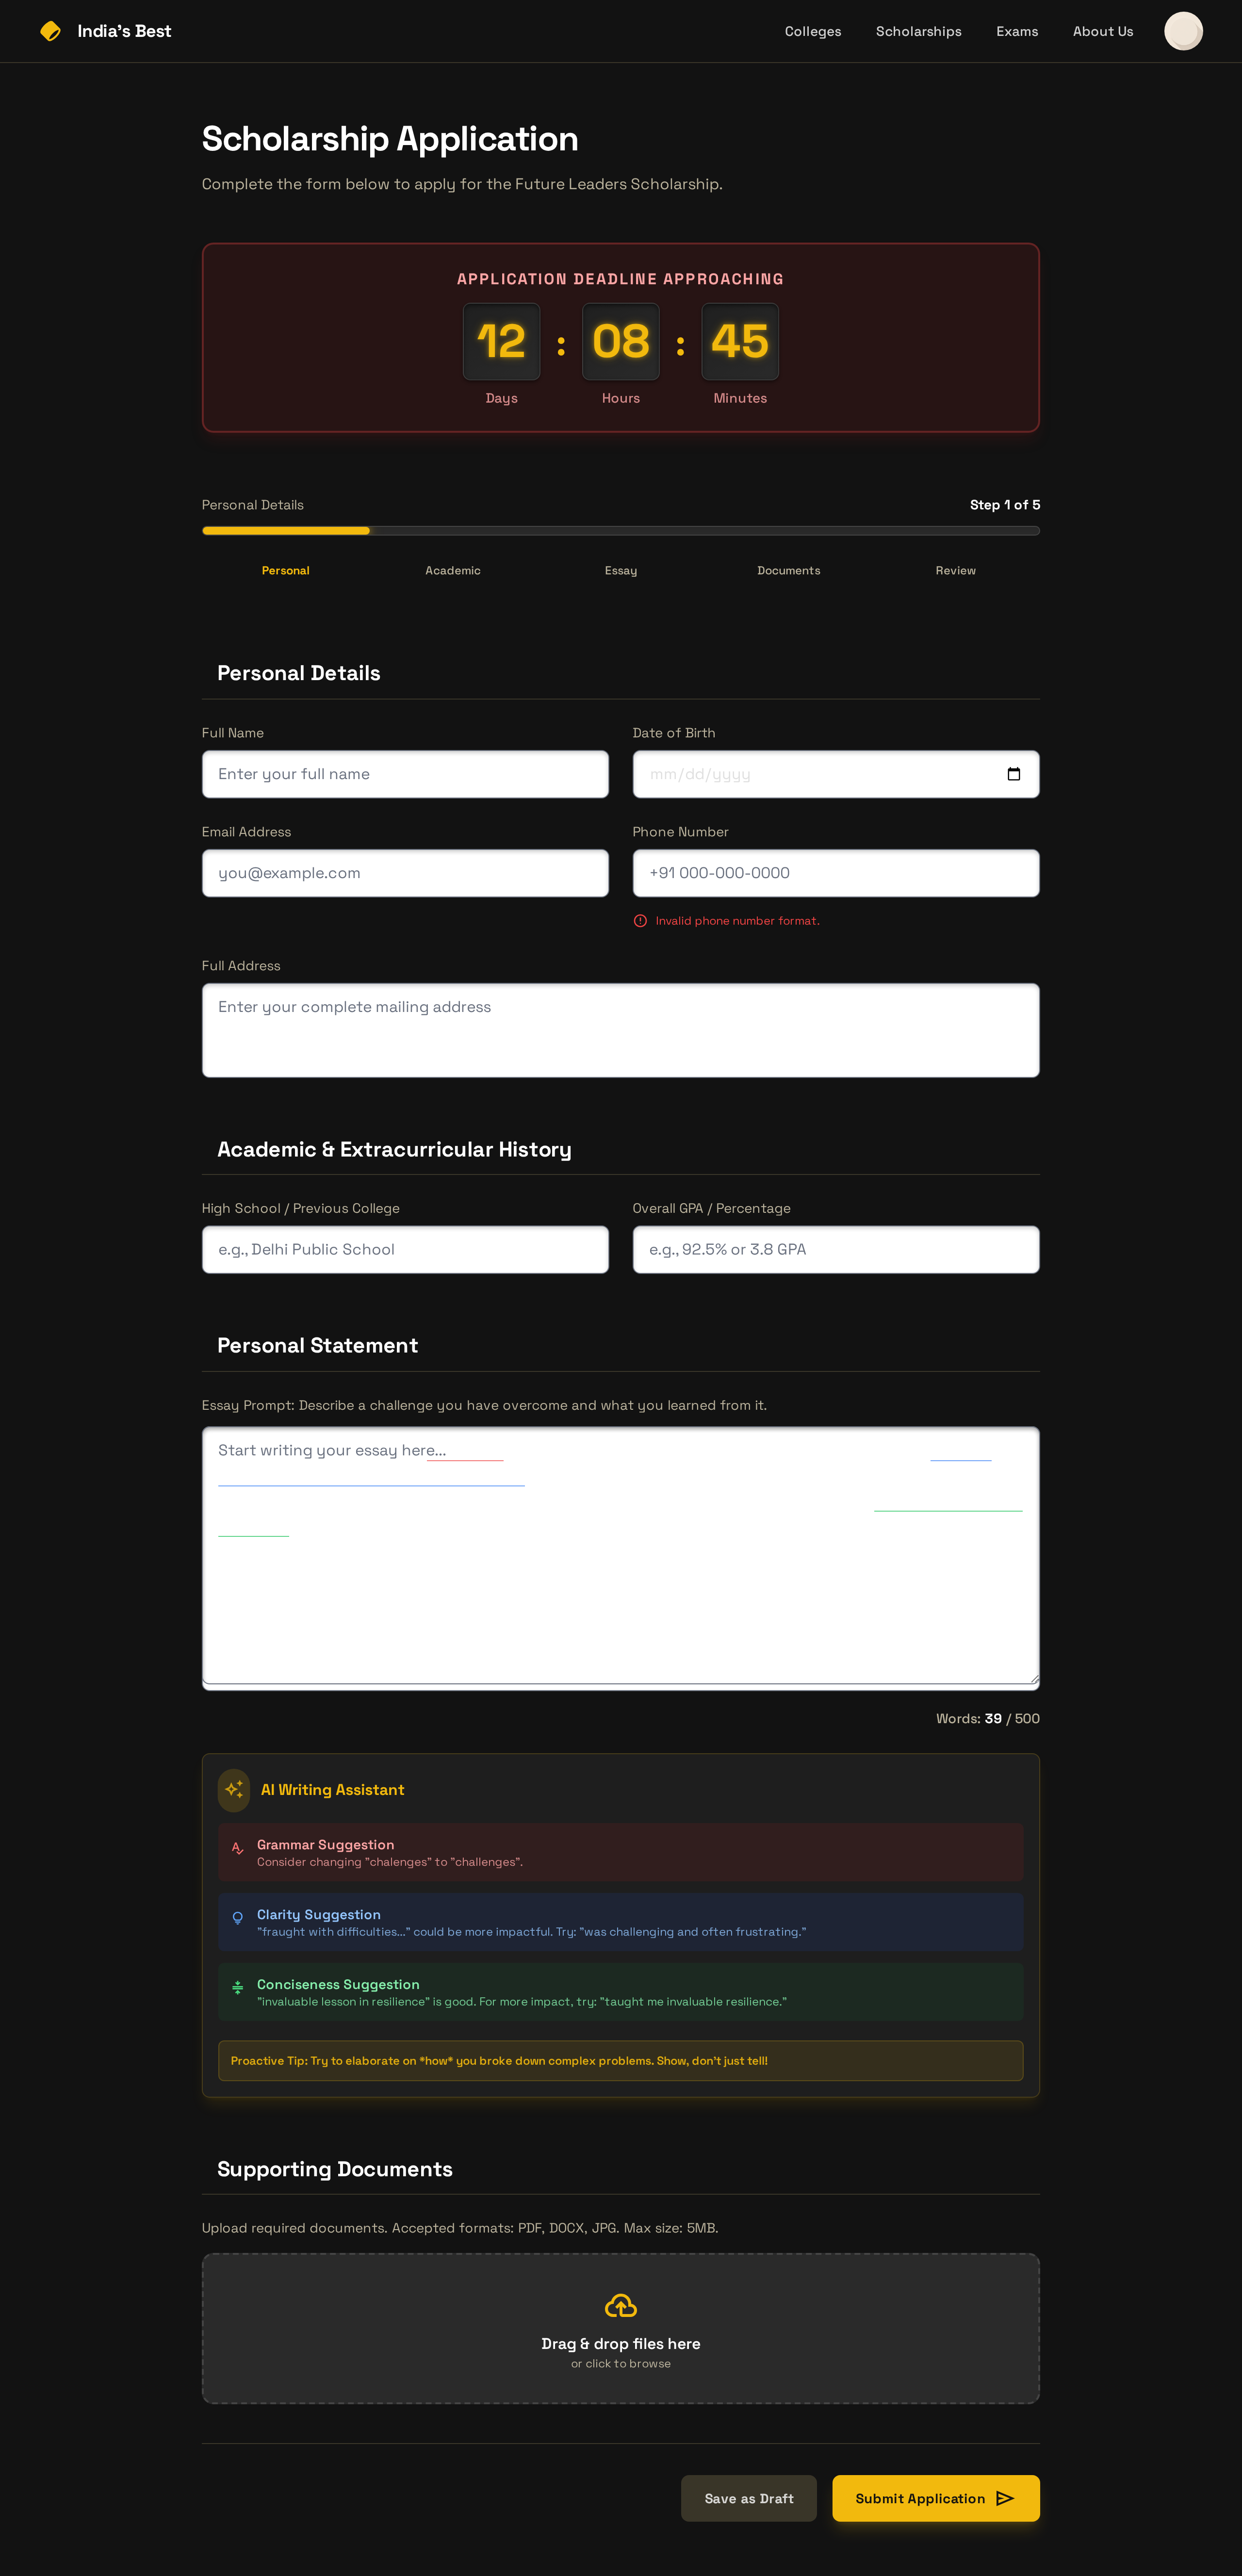 India's Best
Colleges
Scholarships
Exams
About Us
Scholarship Application
Complete the form below to apply for the Future Leaders Scholarship.
APPLICATION DEADLINE APPROACHING
12 : 08 : 45
Days
Hours
Minutes
Personal Details
Step 1 of 5
Personal
Academic
Essay
Documents
Review
Personal Details
Full Name
Date of Birth
Enter your full name
mm/dd/yyyy
Email Address
Phone Number
you@example.com
+91 000-000-0000
Invalid phone number format.
Full Address
Enter your complete mailing address
Academic & Extracurricular History
High School / Previous College
Overall GPA / Percentage
e.g., Delhi Public School
e.g., 92.5% or 3.8 GPA
Personal Statement
Essay Prompt: Describe a challenge you have overcome and what you learned from it.
Start writing your essay here...
Words: 39 / 500
AI Writing Assistant
Grammar Suggestion
Consider changing "chalenges" to "challenges".
Clarity Suggestion
"fraught with difficulties..." could be more impactful. Try: "was challenging and often frustrating."
Conciseness Suggestion
"invaluable lesson in resilience" is good. For more impact, try: "taught me invaluable resilience."
Proactive Tip: Try to elaborate on *how* you broke down complex problems. Show, don't just tell!
Supporting Documents
Upload required documents. Accepted formats: PDF, DOCX, JPG. Max size: 5MB.
Drag & drop files here
or click to browse
Save as Draft
Submit Application